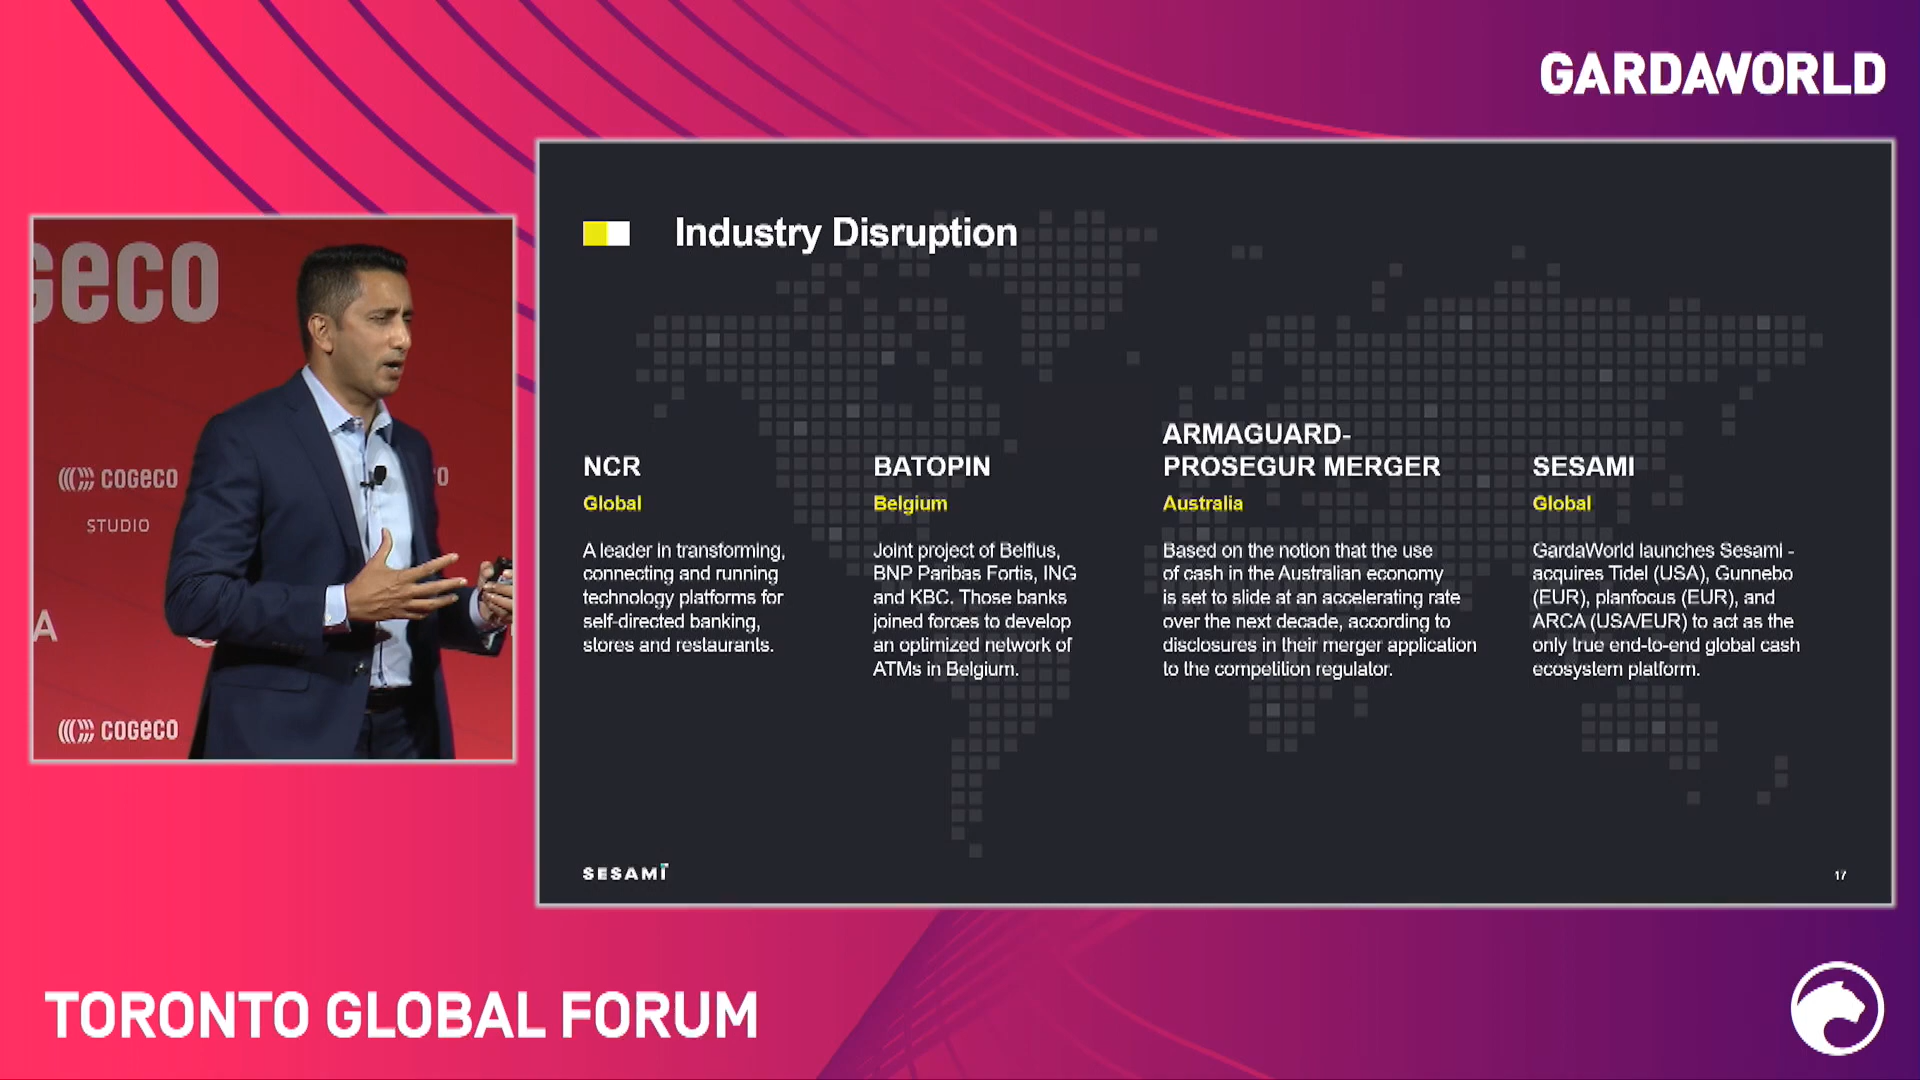 GARDAWORLD
geco
COGECO
STUDIO
COGECO
A
O
Industry Disruption
NCR
Global
A leader in transforming,
connecting and running
technology platforms for
self-directed banking,
stores and restaurants.
BATOPIN
Belgium
Joint project of Belfius,
BNP Paribas Fortis, ING
and KBC. Those banks
joined forces to develop
an optimized network of
ATMs in Belgium.
ARMAGUARD-
PROSEGUR MERGER
Australia
Based on the notion that the use
of cash in the Australian economy
is set to slide at an accelerating rate
over the next decade, according to
disclosures in their merger application
to the competition regulator.
SESAMI
Global
GardaWorld launches Sesami -
acquires Tidel (USA), Gunnebo
(EUR), planfocus (EUR), and
ARCA (USA/EUR) to act as the
only true end-to-end global cash
ecosystem platform.
SESAMI
17
TORONTO GLOBAL FORUM